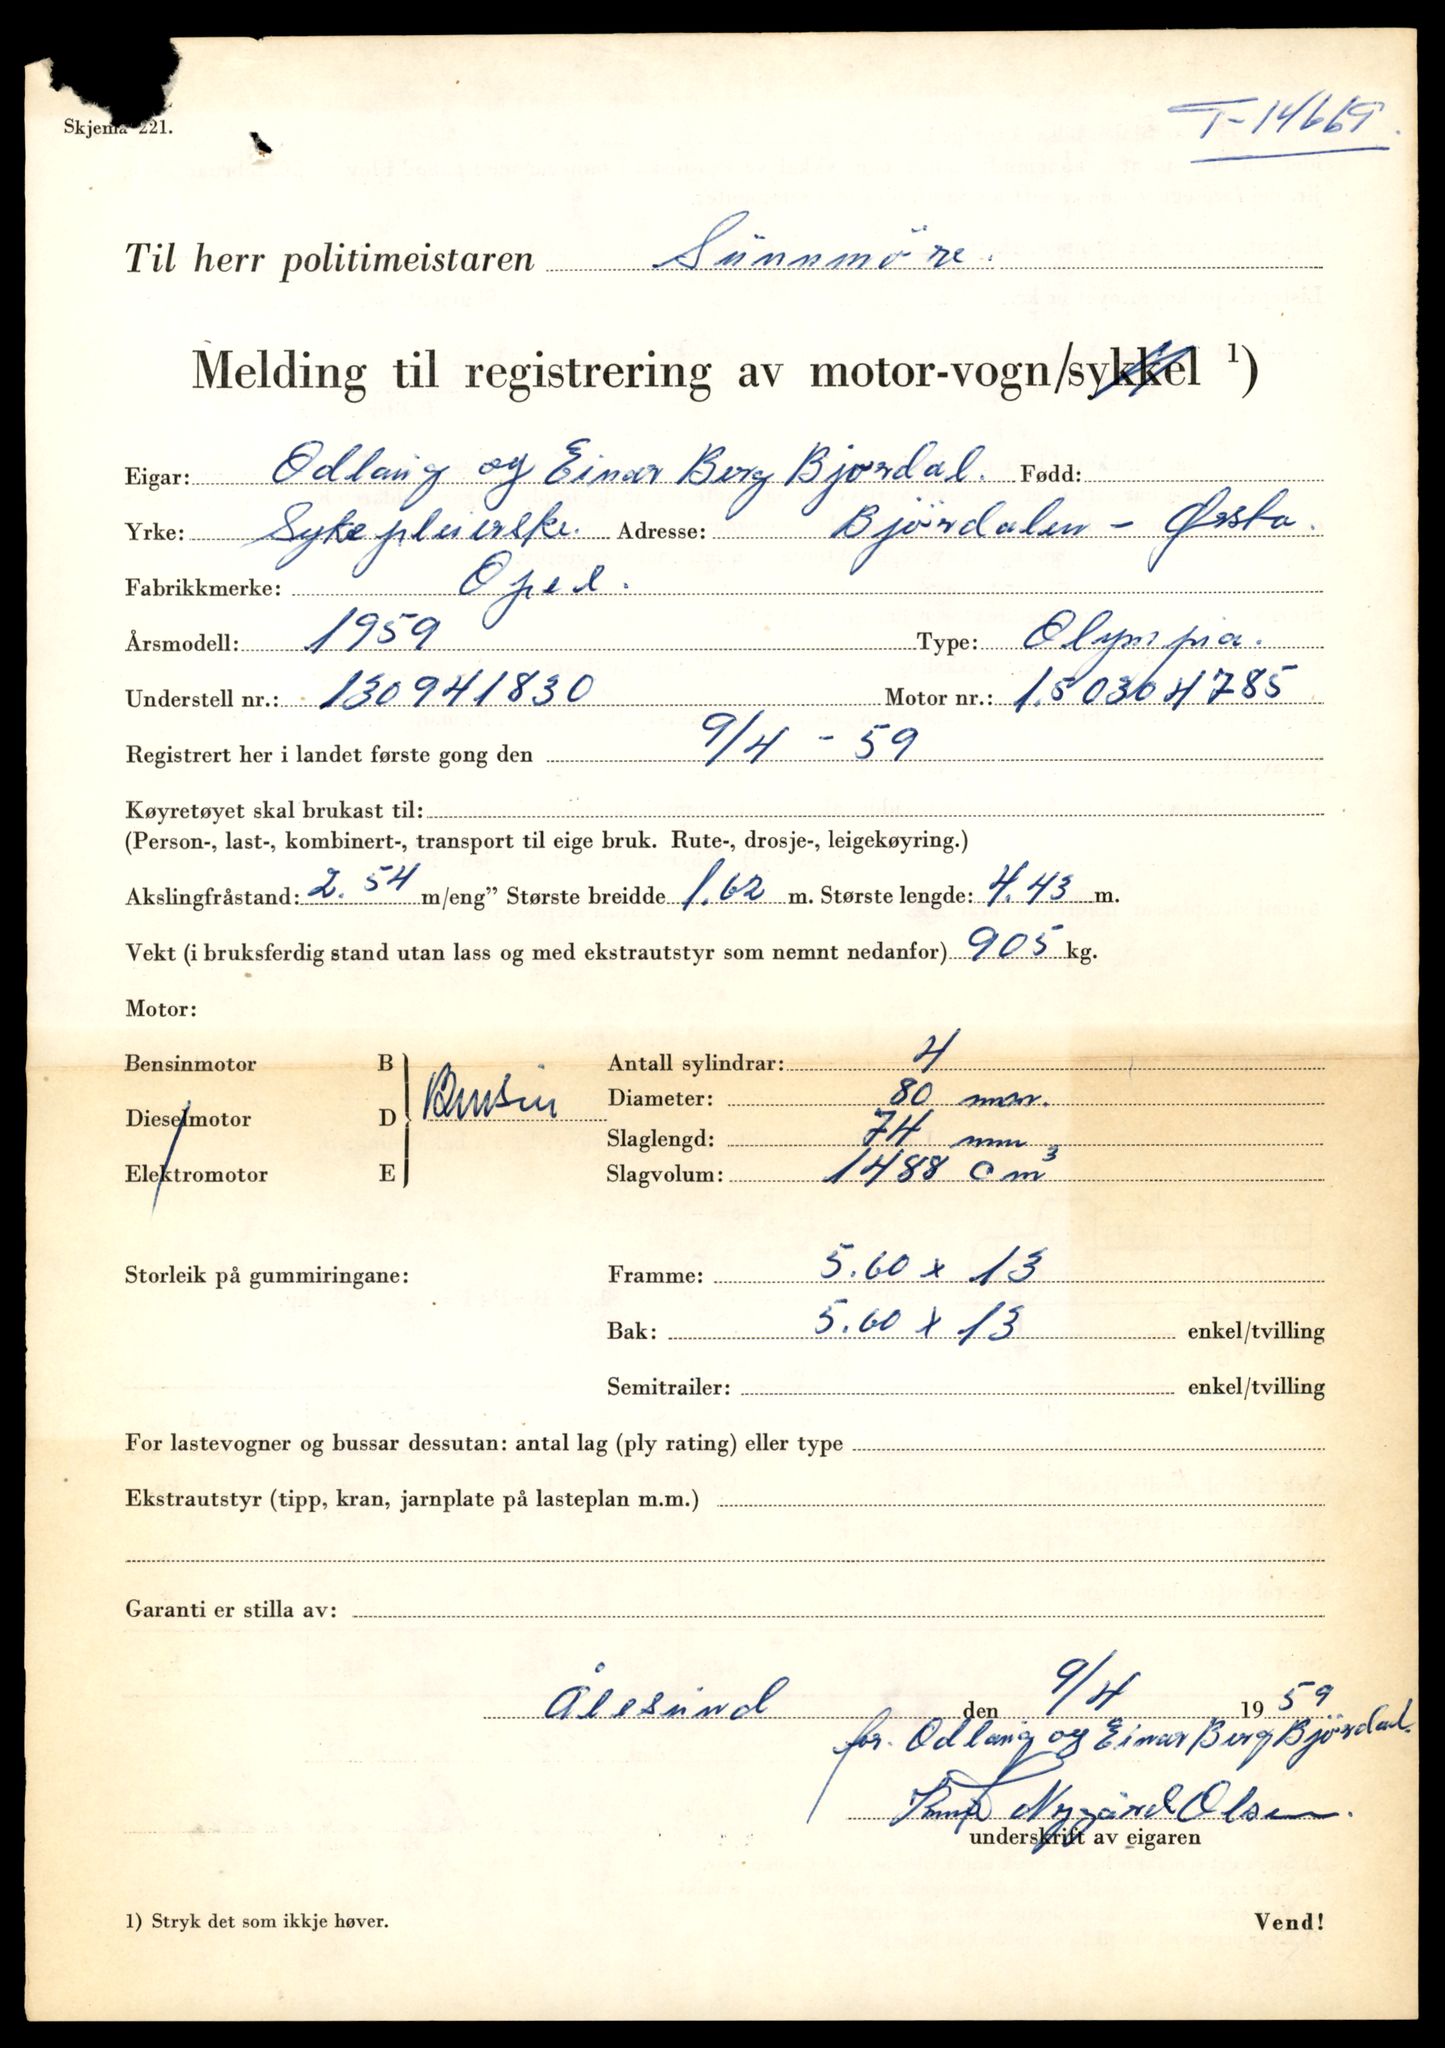 T-14669.
Skjema 221.
Til herr politimeistaren Sünnmöre.
Melding til registrering av motor-vogn/sykkel ¹)
Eigar: Odlaug og Einar Berg Bjørdal. Fødd:
Yrke: Sykepleierske. Adresse: Björdalen - Ørsta.
Fabrikkmerke: Opel.
Årsmodell: 1959 Type: Olympia.
Understell nr.: 130941830 Motor nr.: 1.50304785
Registrert her i landet første gong den 9/4 - 59
Køyretøyet skal brukast til:
(Person-, last-, kombinert-, transport til eige bruk. Rute-, drosje-, leigekøyring.)
Akslingfråstand: 2.54 m/eng" Største breidde 1.62 m. Største lengde: 4.43 m.
Vekt (i bruksferdig stand utan lass og med ekstrautstyr som nemnt nedanfor) 905 kg.
Motor:
Bensinmotor B Antall sylindrar: 4
Diameter: 80 mm.
Dieselmotor D Bensin
Slaglengd: 74 mm
Elektromotor E Slagvolum: 1488 cm³
Storleik på gummiringane: Framme: 5.60 x 13
Bak: 5.60 x 13 enkel/tvilling
Semitrailer: enkel/tvilling
For lastevogner og bussar dessutan: antal lag (ply rating) eller type
Ekstrautstyr (tipp, kran, jarnplate på lasteplan m.m.)
Garanti er stilla av:
Ålesünd den 9/4 1959
for. Odlaug og Einar Berg Björdal.
Nygård Olsen.
underskrift av eigaren
1) Stryk det som ikkje høver. Vend!